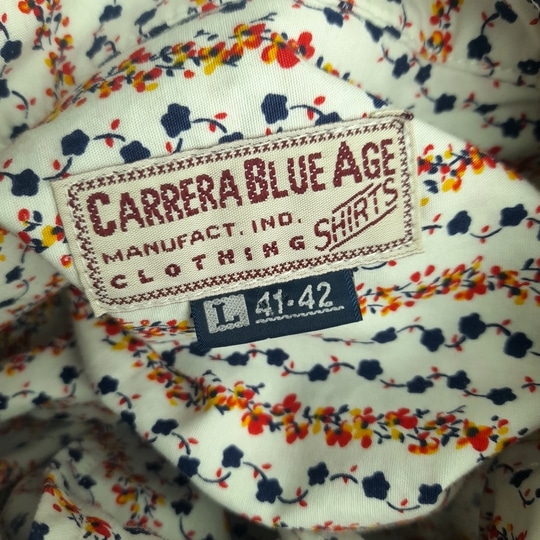 CARRERA BLUE AGE
MANUFACT. IND.
CLOTHING SHIRTS
L 41-42